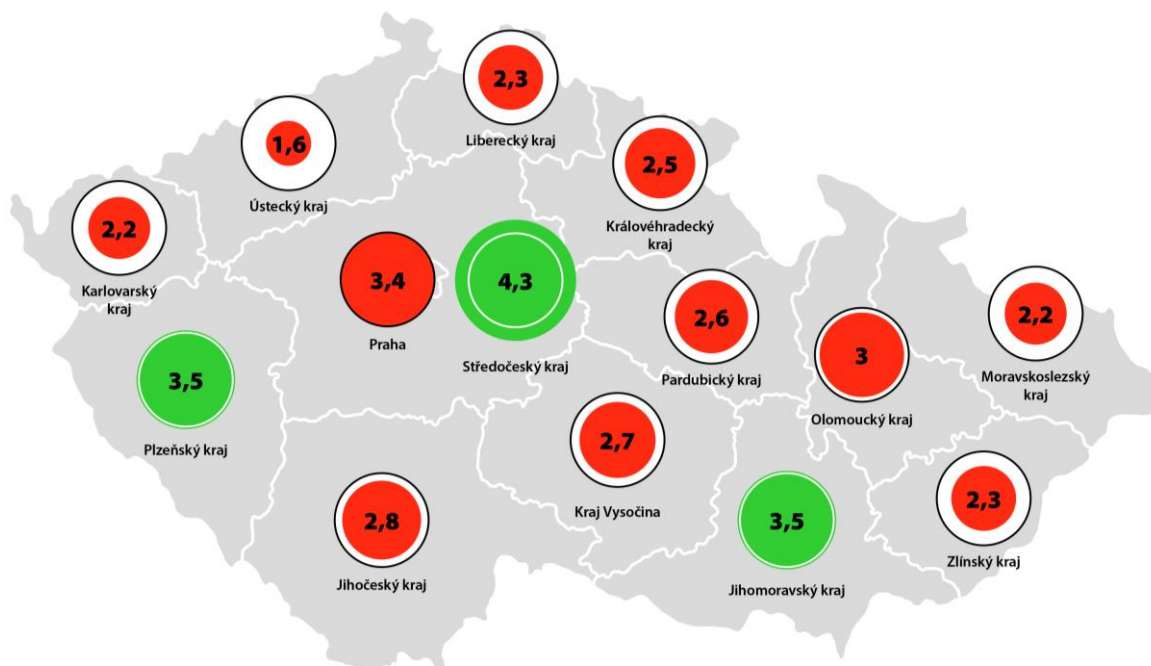 2,3
Liberecký kraj
1,6
Ústecký kraj
2,5
Královéhradecký
kraj
2,2
Karlovarský
kraj
3,4
Praha
4,3
Středočeský kraj
2,6
Pardubický kraj
3
Olomoucký kraj
2,2
Moravskoslezský
kraj
3,5
Plzeňský kraj
2,7
Kraj Vysočina
2,8
Jihočeský kraj
3,5
Jihomoravský kraj
2,3
Zlínský kraj